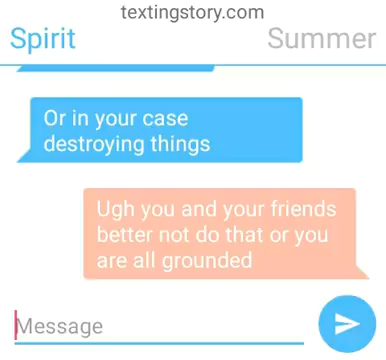 textingstory.com
Spirit
Summer
Or in your case
destroying things
Ugh you and your friends
better not do that or you
are all grounded
Message